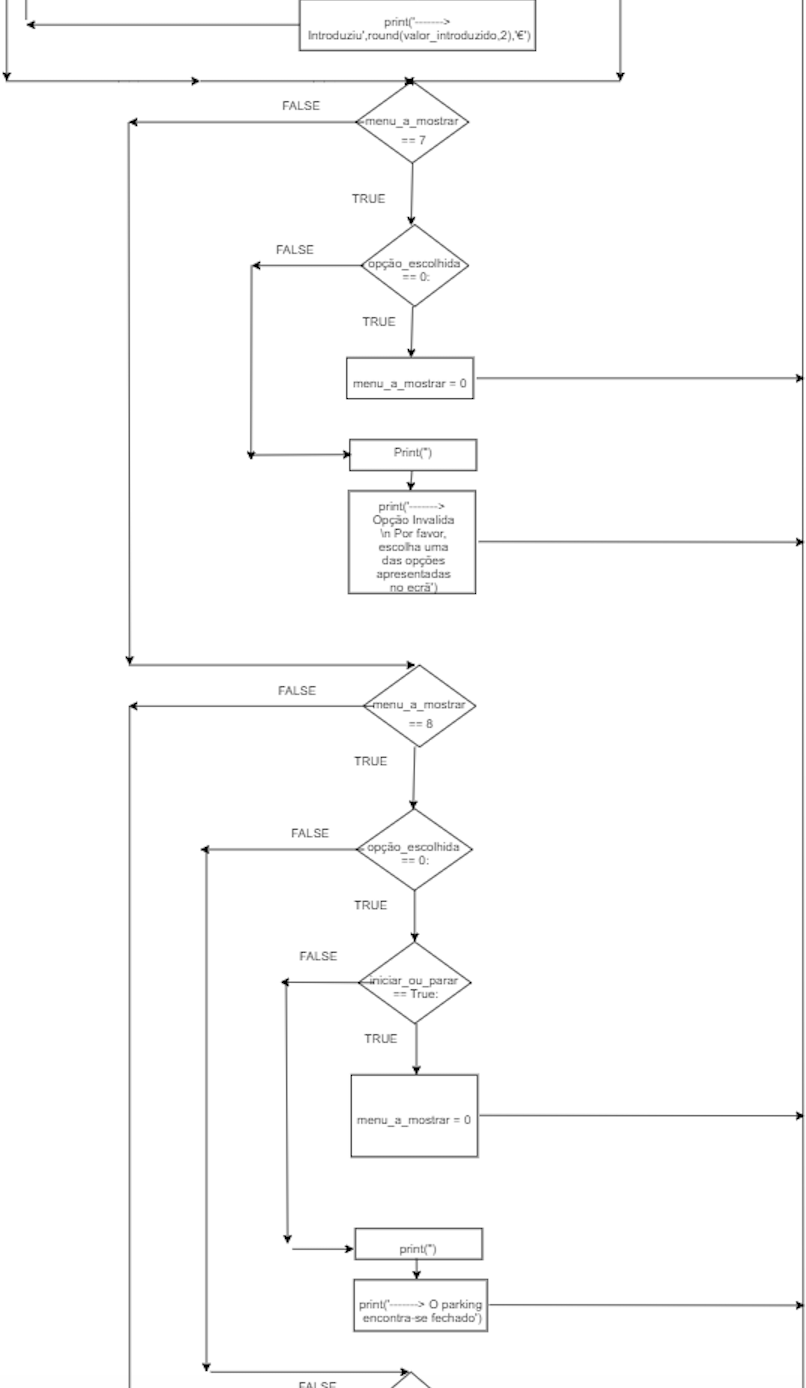 print('-------->
Introduziu',round(valor_introduzido,2),'€')
FALSE
menu_a_mostrar
== 7
TRUE
FALSE
opção_escolhida
== 0:
TRUE
menu_a_mostrar = 0
Print('')
print('-------->
Opção Invalida
\n Por favor,
escolha uma
das opções
apresentadas
no ecrã')
FALSE
menu_a_mostrar
== 8
TRUE
FALSE
opção_escolhida
== 0:
TRUE
FALSE
iniciar_ou_parar
== True:
TRUE
menu_a_mostrar = 0
print('')
print('-------> O parking
encontra-se fechado')
FALSE